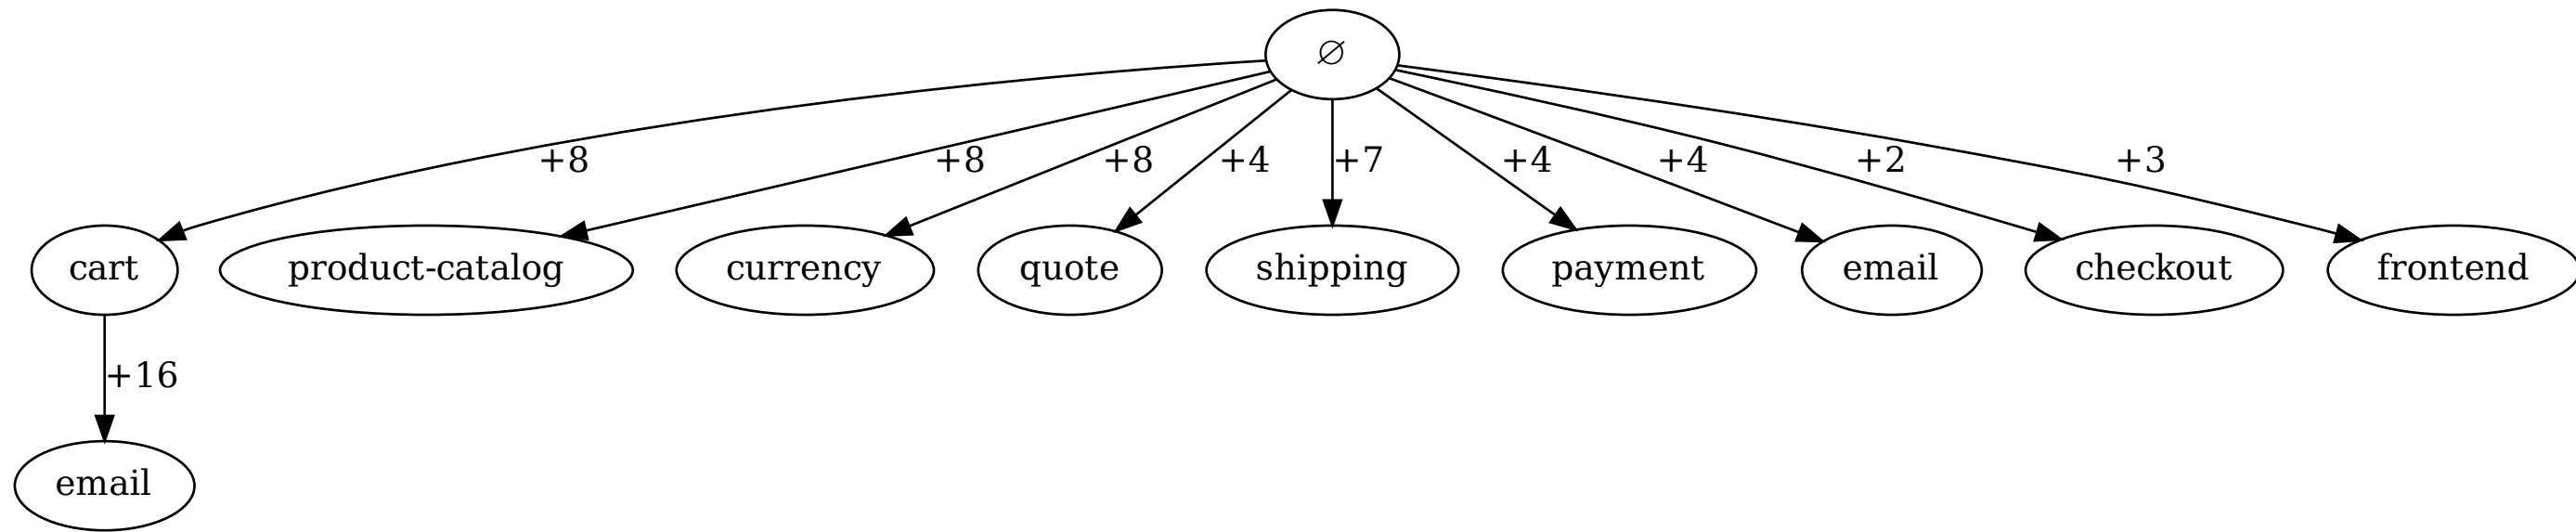 ∅
+8 +8 +8 +4 +7 +4 +4 +2 +3
cart product-catalog currency quote shipping payment email checkout frontend
+16
email